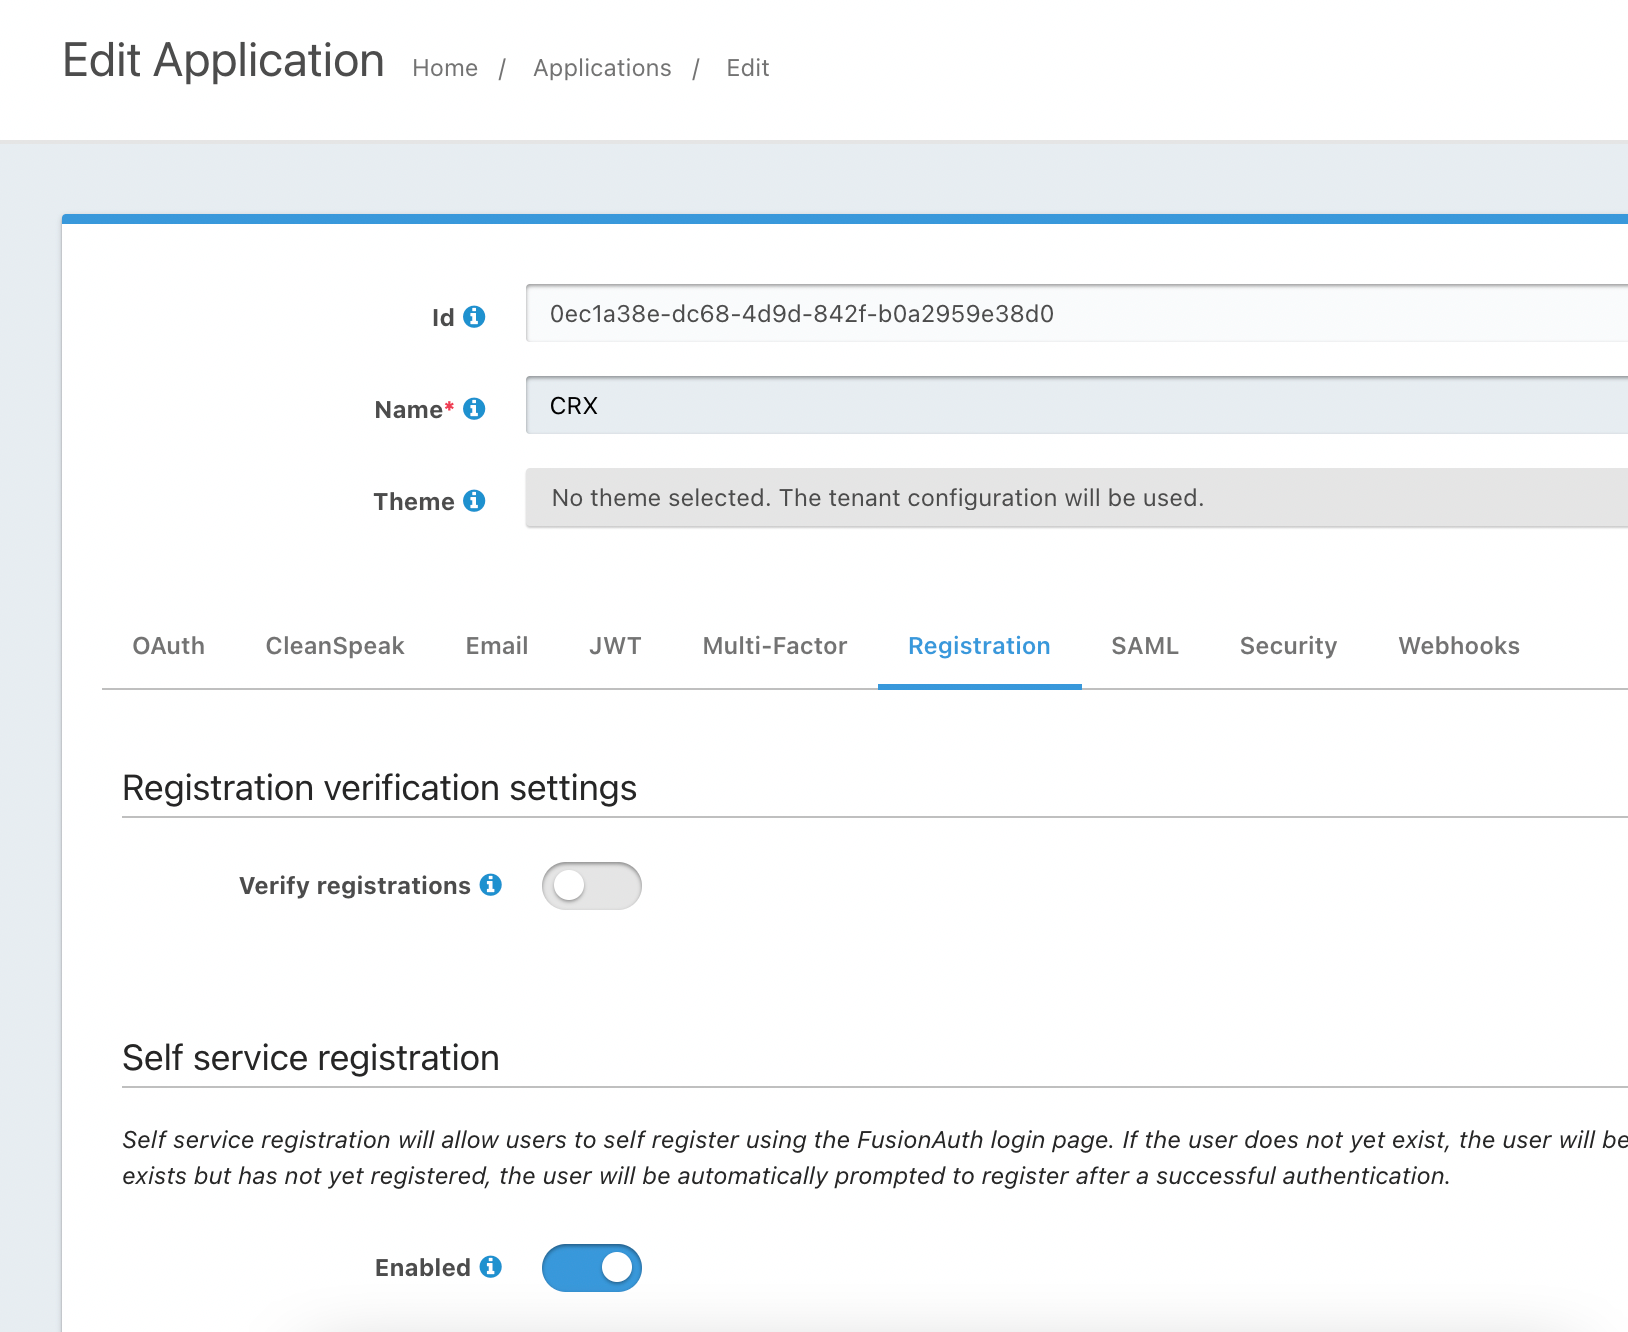 Edit Application Home / Applications / Edit
Id 0ec1a38e-dc68-4d9d-842f-b0a2959e38d0
Name* CRX
Theme No theme selected. The tenant configuration will be used.
OAuth CleanSpeak Email JWT Multi-Factor Registration SAML Security Webhooks
Registration verification settings
Verify registrations
Self service registration
Self service registration will allow users to self register using the FusionAuth login page. If the user does not yet exist, the user will be
exists but has not yet registered, the user will be automatically prompted to register after a successful authentication.
Enabled